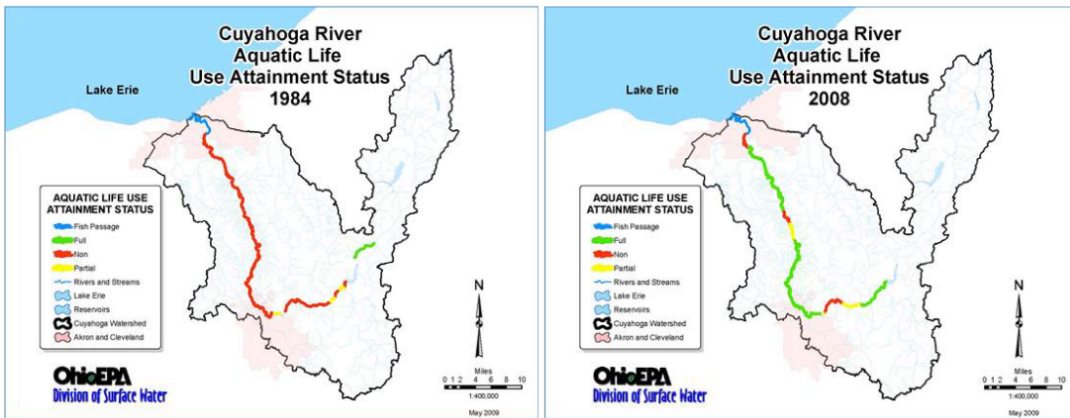 Cuyahoga River
Aquatic Life
Use Attainment Status
1984
Lake Erie
AQUATIC LIFE USE
ATTAINMENT STATUS
Fish Passage
Full
Non
Partial
Rivers and Streams
Lake Erie
Reservoirs
Cuyahoga Watershed
Akron and Cleveland
N
Miles
0 1 2 4 6 8 10
1:400,000
OhioEPA
Division of Surface Water
May 2009
Cuyahoga River
Aquatic Life
Use Attainment Status
2008
Lake Erie
AQUATIC LIFE USE
ATTAINMENT STATUS
Fish Passage
Full
Non
Partial
Rivers and Streams
Lake Erie
Reservoirs
Cuyahoga Watershed
Akron and Cleveland
N
Miles
0 1 2 4 6 8 10
1:400,000
OhioEPA
Division of Surface Water
May 2009